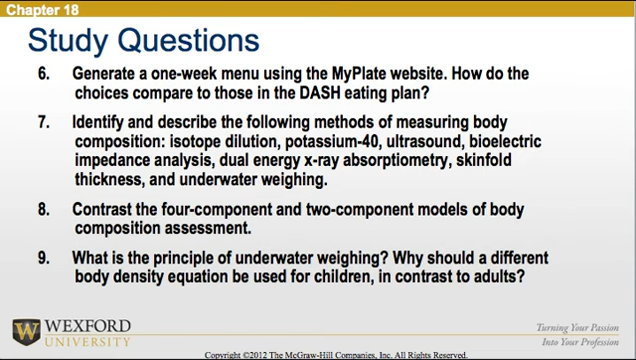 Chapter 18
Study Questions
6. Generate a one-week menu using the MyPlate website. How do the
choices compare to those in the DASH eating plan?
7. Identify and describe the following methods of measuring body
composition: isotope dilution, potassium-40, ultrasound, bioelectric
impedance analysis, dual energy x-ray absorptiometry, skinfold
thickness, and underwater weighing.
8. Contrast the four-component and two-component models of body
composition assessment.
9. What is the principle of underwater weighing? Why should a different
body density equation be used for children, in contrast to adults?
W WEXFORD
UNIVERSITY
Turning Your Passion
Into Your Profession
Copyright ©2012 The McGraw-Hill Companies, Inc. All Rights Reserved.